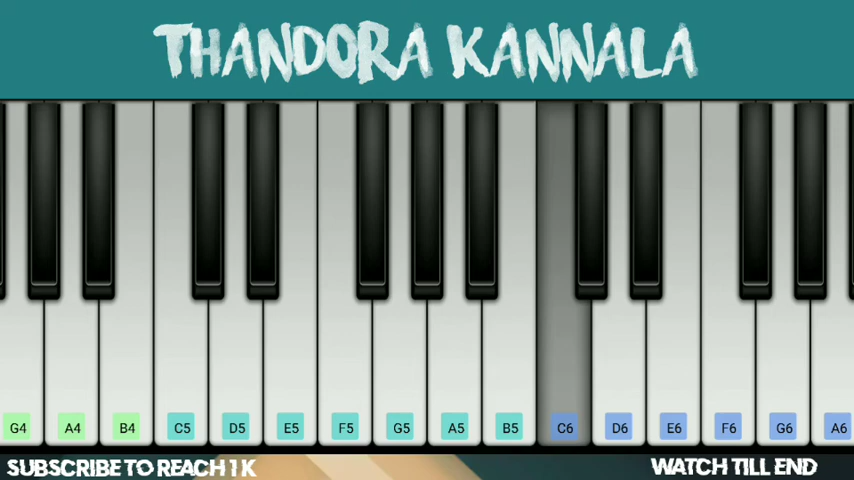 THANDORA KANNALA
G4 A4 B4 C5 D5 E5 F5 G5 A5 B5 C6 D6 E6 F6 G6 A6
SUBSCRIBE TO REACH 1 K
WATCH TILL END